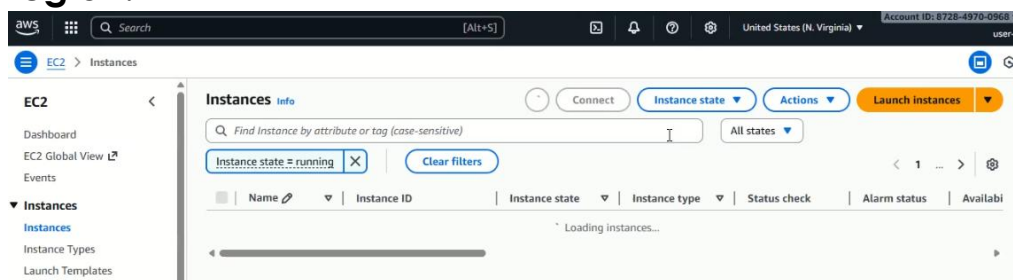 aws
Search
[Alt+S]
United States (N. Virginia)
Account ID: 8728-4970-0968
user-
EC2 > Instances
EC2
Dashboard
EC2 Global View
Events
Instances
Instances
Instance Types
Launch Templates
Instances Info
Connect
Instance state
Actions
Launch instances
Find Instance by attribute or tag (case-sensitive)
All states
Instance state = running
Clear filters
1 ...
Name
Instance ID
Instance state
Instance type
Status check
Alarm status
Availabi
Loading instances...